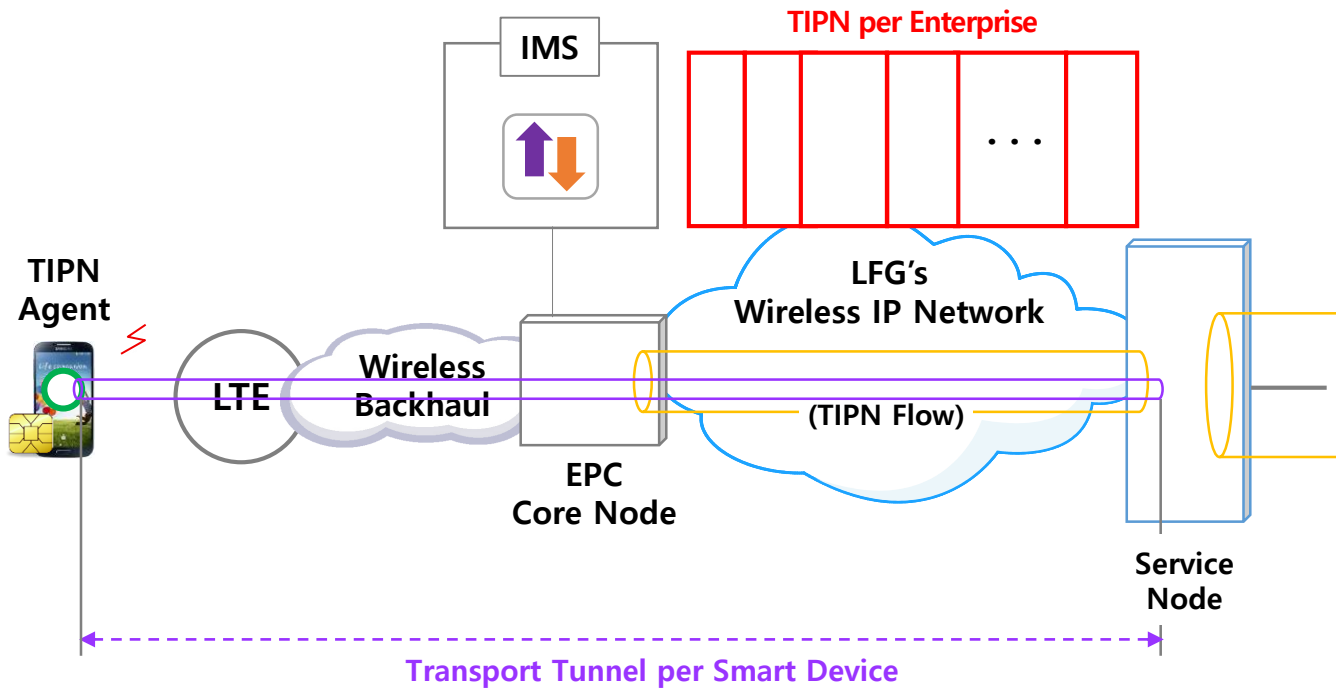 TIPN per Enterprise
IMS
. . .
TIPN
Agent
LFG's
Wireless IP Network
LTE
Wireless
Backhaul
(TIPN Flow)
EPC
Core Node
Service
Node
Transport Tunnel per Smart Device